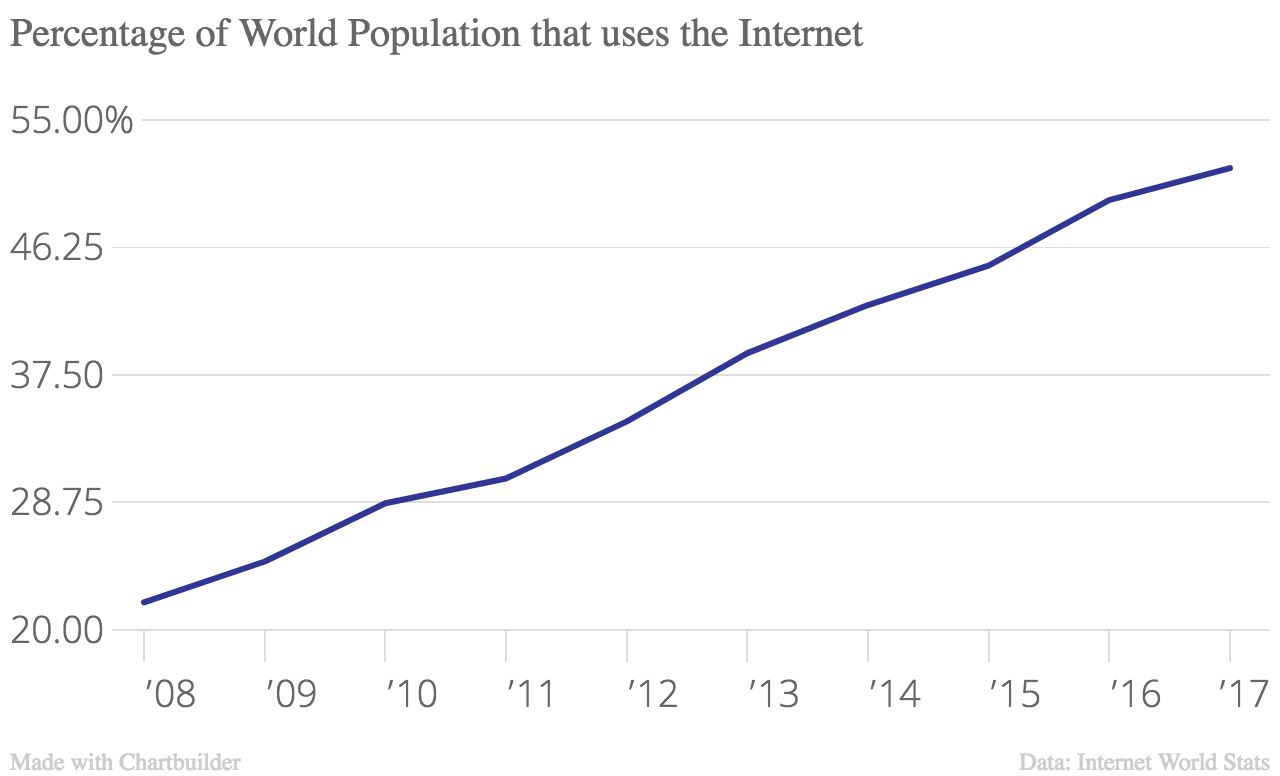 Percentage of World Population that uses the Internet
55.00%
46.25
37.50
28.75
20.00
’08 ’09 ’10 ’11 ’12 ’13 ’14 ’15 ’16 ’17
Made with Chartbuilder
Data: Internet World Stats